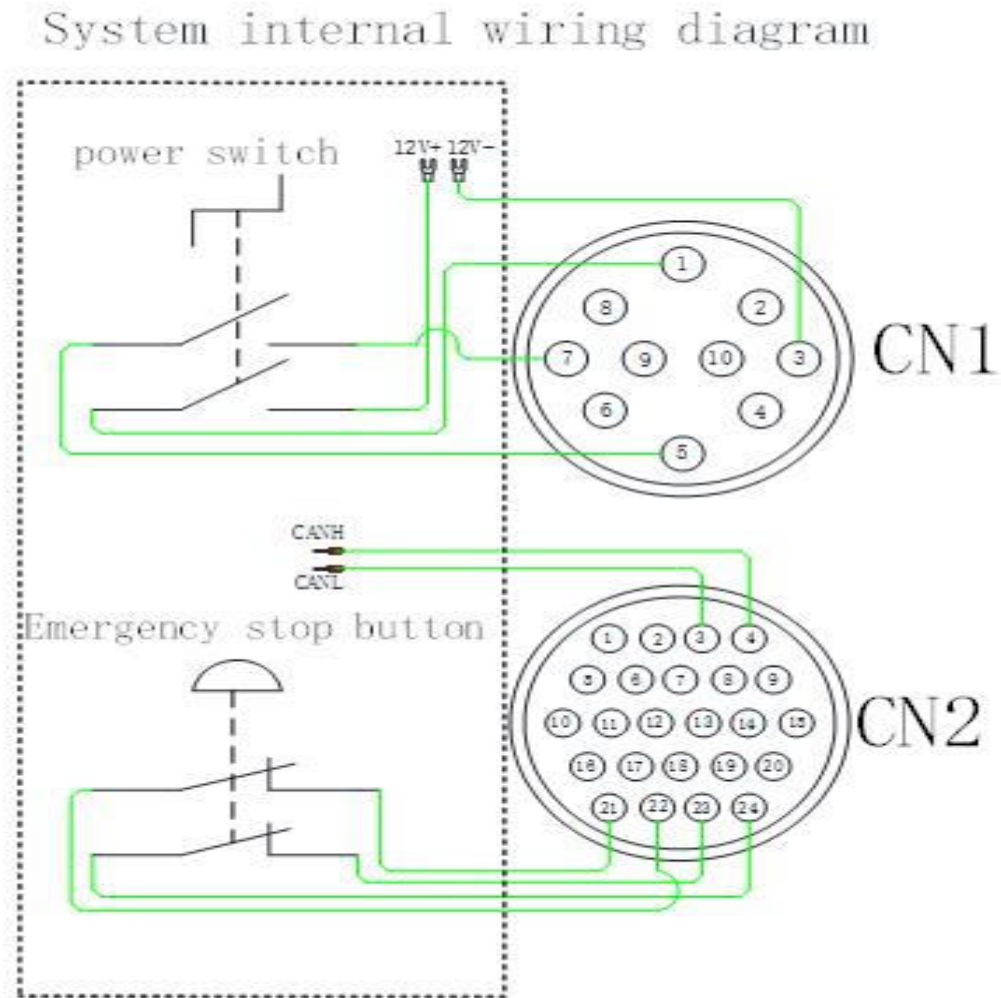 System internal wiring diagram
power switch
12V+ 12V-
1
8 2
7 9 10 3
6 4
5
CN1
CANH
CANL
Emergency stop button
1 2 3 4
5 6 7 8 9
10 11 12 13 14 15
16 17 18 19 20
21 22 23 24
CN2